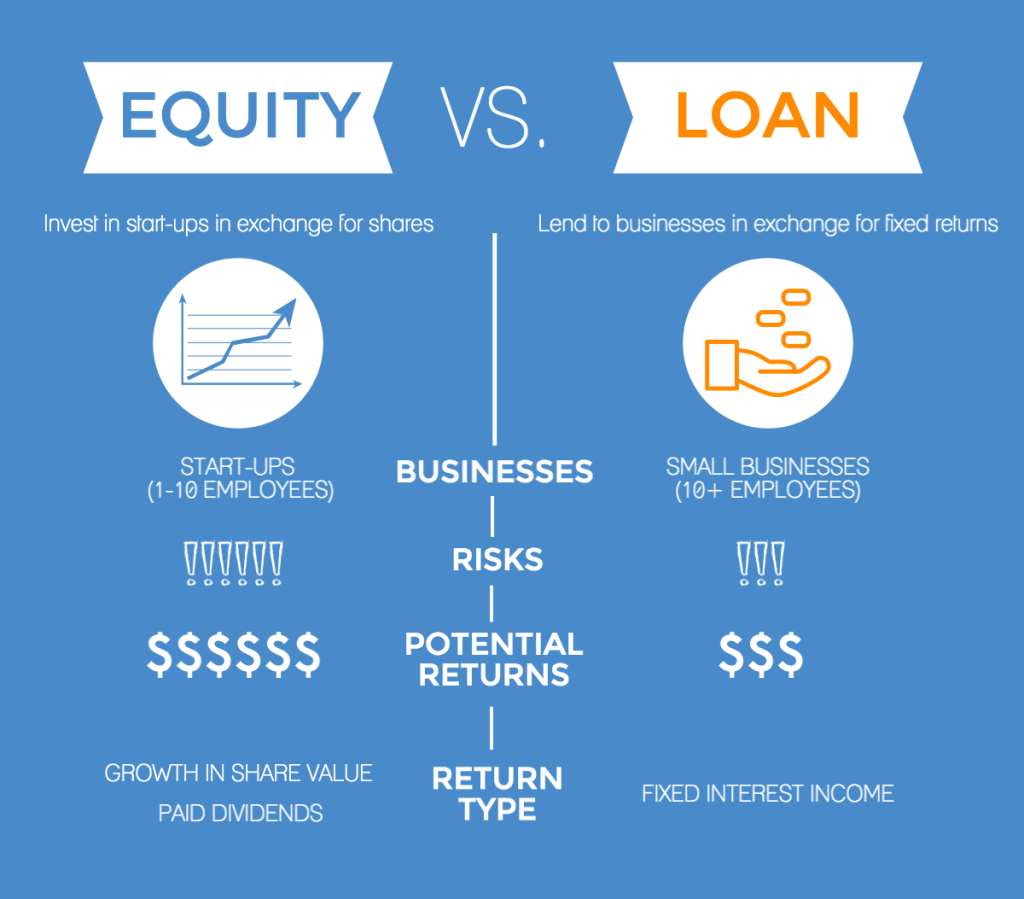 EQUITY VS. LOAN
Invest in start-ups in exchange for shares
Lend to businesses in exchange for fixed returns
START-UPS
(1-10 EMPLOYEES)
BUSINESSES
SMALL BUSINESSES
(10+ EMPLOYEES)
!!!!!!
RISKS
!!!
$$$$$$
POTENTIAL
RETURNS
$$$
GROWTH IN SHARE VALUE
PAID DIVIDENDS
RETURN
TYPE
FIXED INTEREST INCOME